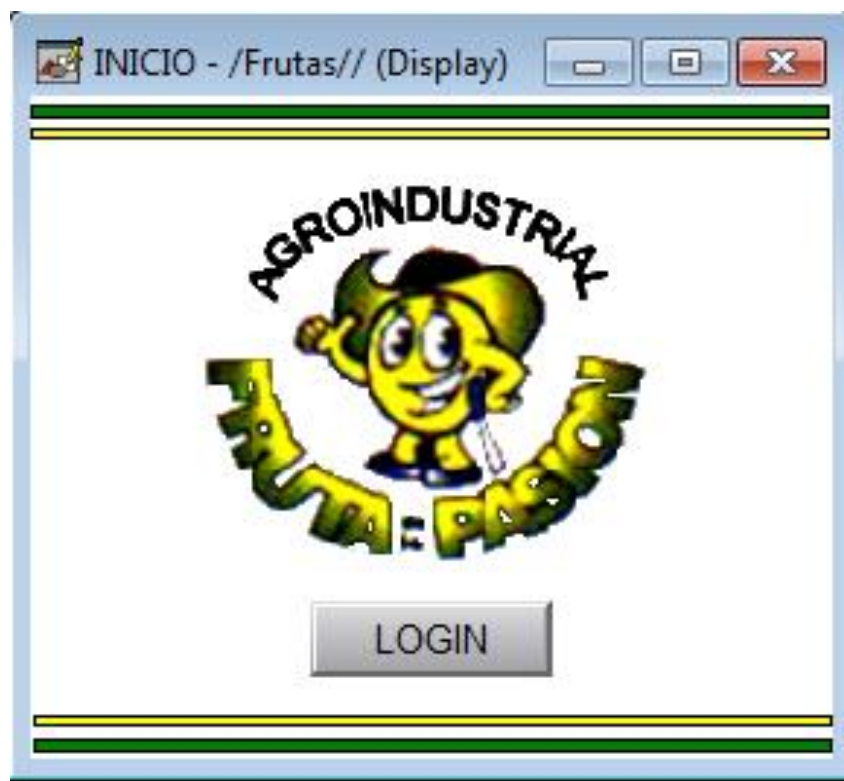 INICIO - /Frutas// (Display)
AGROINDUSTRIAL
FRUTA
PASION
LOGIN